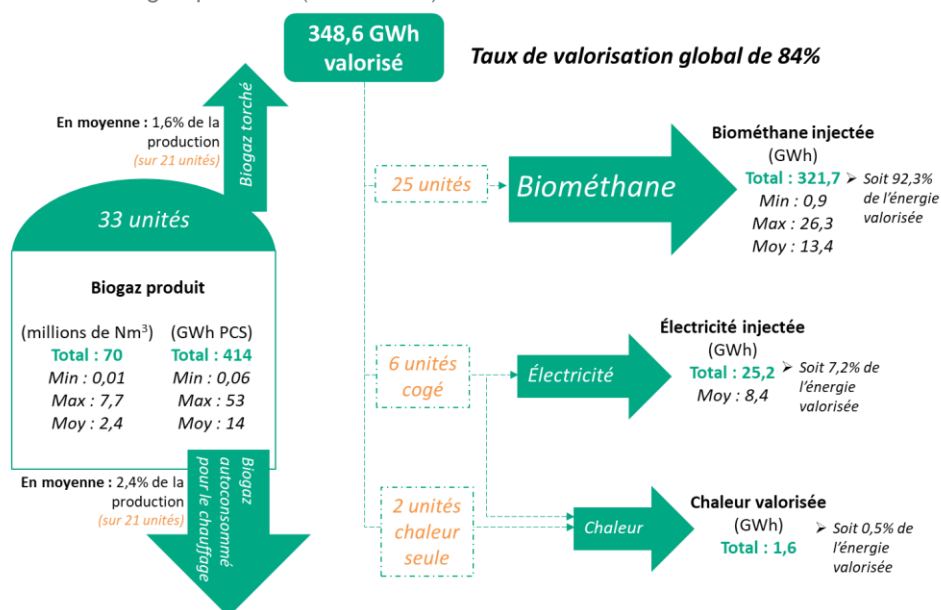 348,6 GWh
valorisé
Taux de valorisation global de 84%
En moyenne : 1,6% de la
production
(sur 21 unités)
Biogaz torché
33 unités
Biogaz produit
(millions de Nm³)
Total : 70
Min : 0,01
Max : 7,7
Moy : 2,4
(GWh PCS)
Total : 414
Min : 0,06
Max : 53
Moy : 14
En moyenne : 2,4% de la
production
(sur 21 unités)
Biogaz
autoconsommé
pour le chauffage
25 unités
Biométhane
Biométhane injectée
(GWh)
Total : 321,7
Min : 0,9
Max : 26,3
Moy : 13,4
➢ Soit 92,3%
de l'énergie
valorisée
6 unités
cogé
Électricité
Électricité injectée
(GWh)
Total : 25,2
Moy : 8,4
➢ Soit 7,2% de
l'énergie
valorisée
2 unités
chaleur
seule
Chaleur
Chaleur valorisée
(GWh)
Total : 1,6
➢ Soit 0,5% de
l'énergie
valorisée